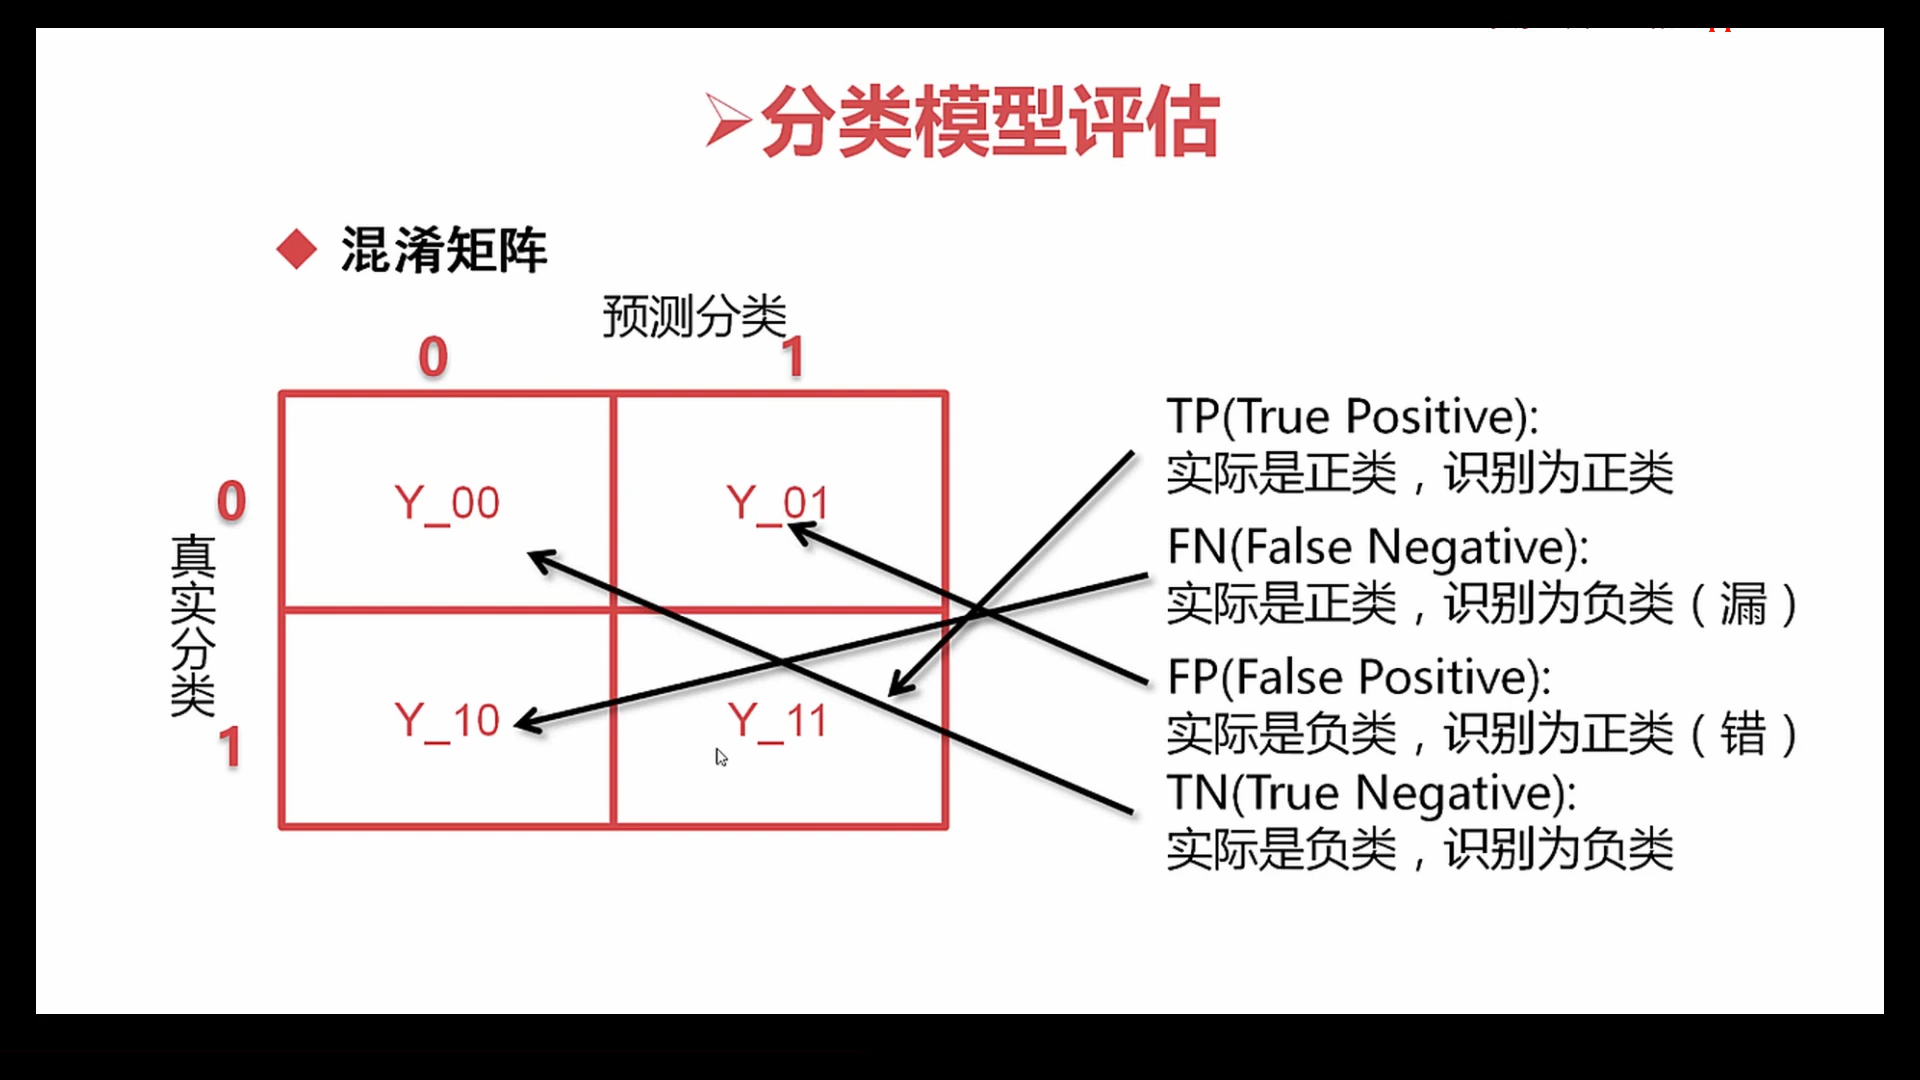 分类模型评估
混淆矩阵
预测分类
0
1
0
Y_00
Y_01
真实分类
1
Y_10
Y_11
TP(True Positive):
实际是正类，识别为正类
FN(False Negative):
实际是正类，识别为负类（漏）
FP(False Positive):
实际是负类，识别为正类（错）
TN(True Negative):
实际是负类，识别为负类